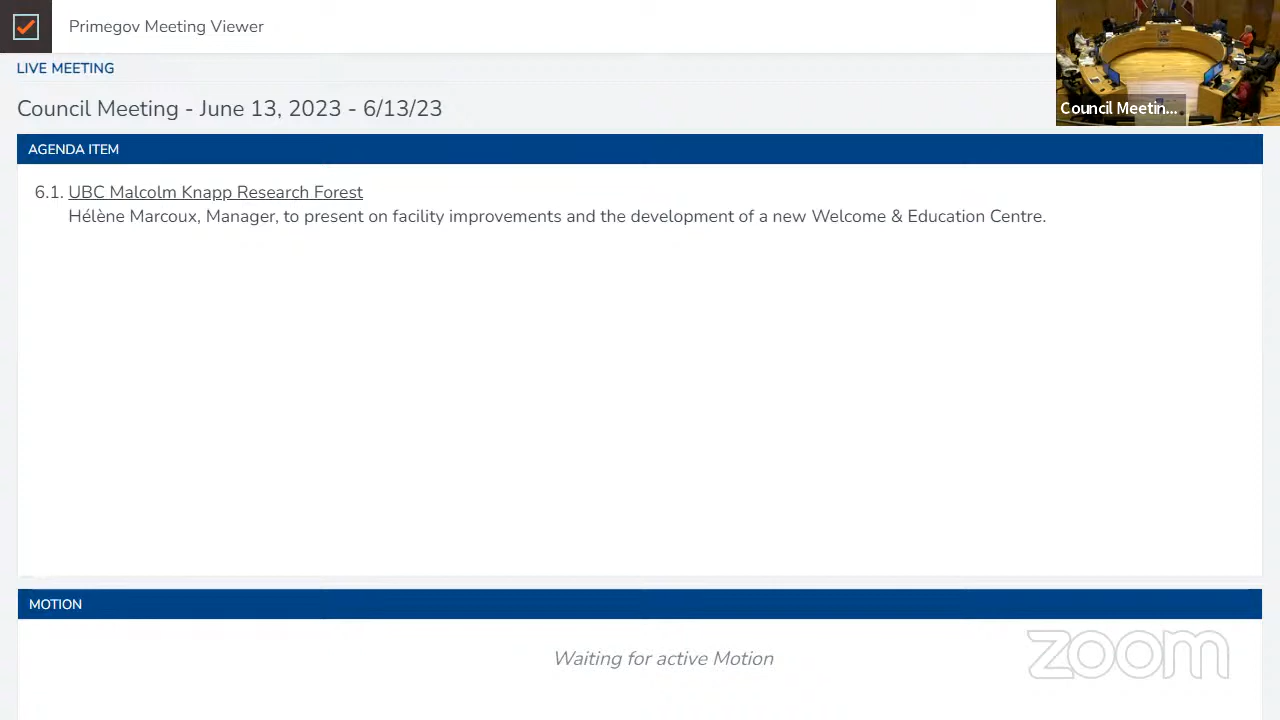 Primegov Meeting Viewer
LIVE MEETING
Council Meeting - June 13, 2023 - 6/13/23
Council Meetin...
AGENDA ITEM
6.1. UBC Malcolm Knapp Research Forest
Hélène Marcoux, Manager, to present on facility improvements and the development of a new Welcome & Education Centre.
MOTION
Waiting for active Motion
zoom